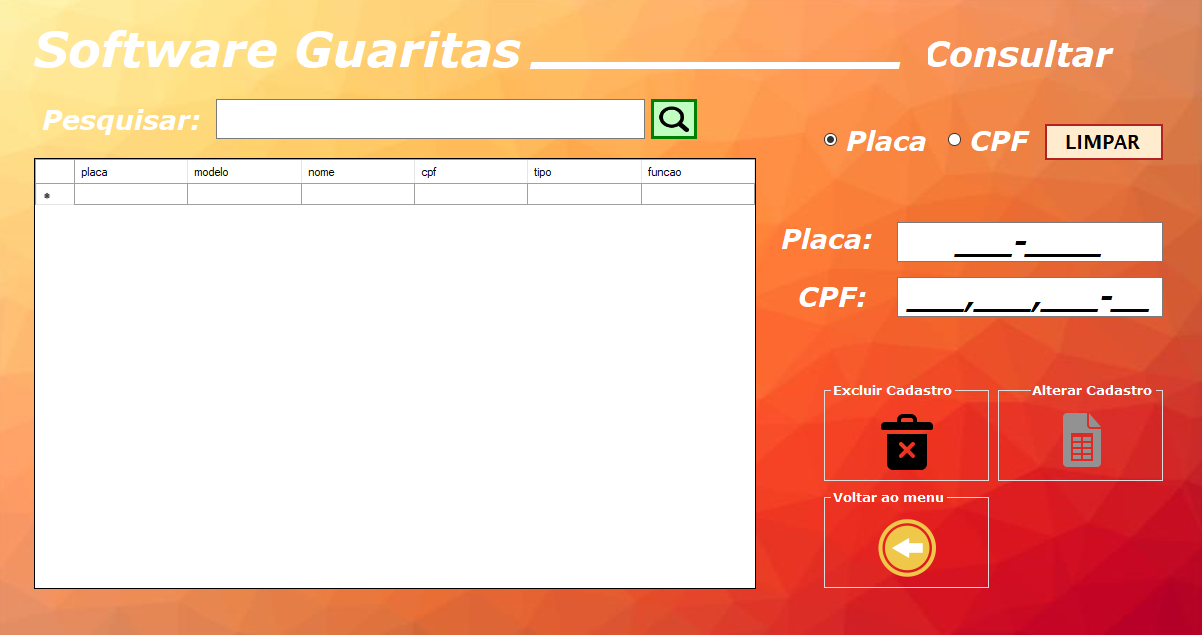 Software Guaritas
Consultar
Pesquisar:
Placa CPF LIMPAR
placa modelo nome cpf tipo funcao
*
Placa: ___-____
CPF: ___,___,___-__
Excluir Cadastro Alterar Cadastro
Voltar ao menu